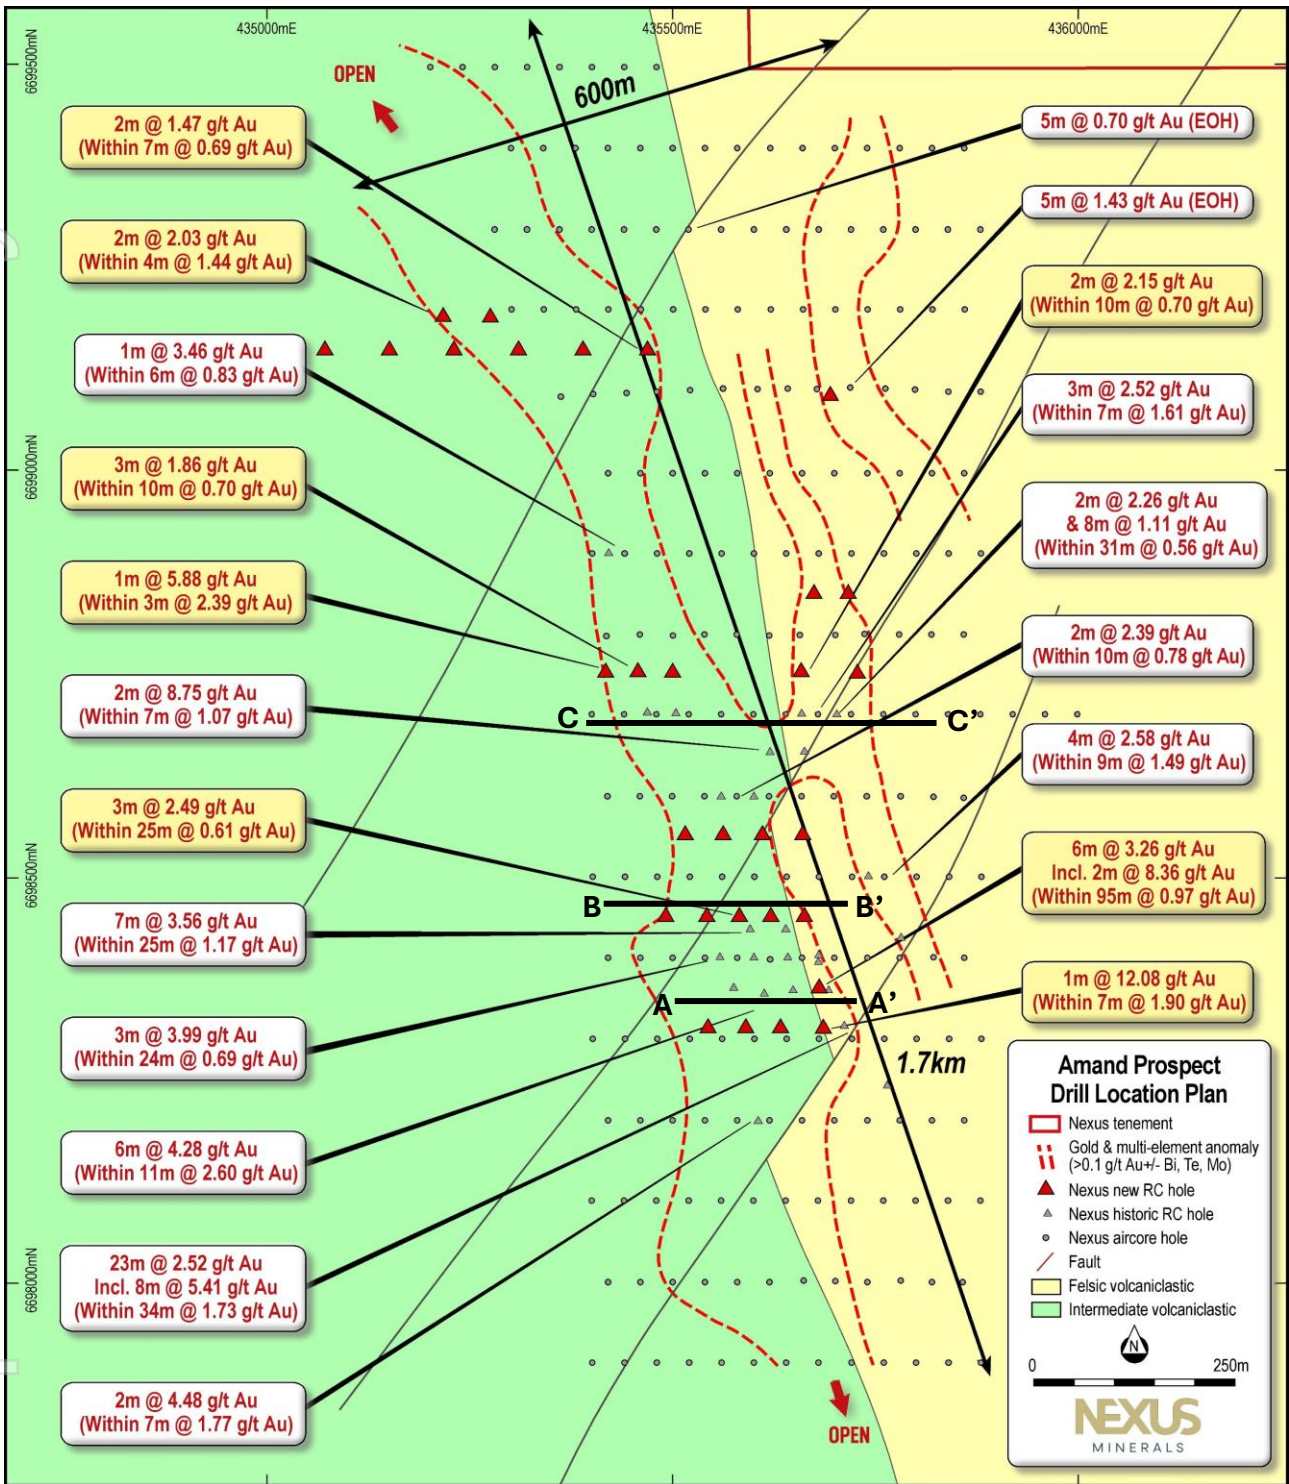 435000mE
435500mE
436000mE
6699500mN
6699000mN
6698500mN
6698000mN
OPEN
600m
2m @ 1.47 g/t Au
(Within 7m @ 0.69 g/t Au)
2m @ 2.03 g/t Au
(Within 4m @ 1.44 g/t Au)
1m @ 3.46 g/t Au
(Within 6m @ 0.83 g/t Au)
3m @ 1.86 g/t Au
(Within 10m @ 0.70 g/t Au)
1m @ 5.88 g/t Au
(Within 3m @ 2.39 g/t Au)
2m @ 8.75 g/t Au
(Within 7m @ 1.07 g/t Au)
3m @ 2.49 g/t Au
(Within 25m @ 0.61 g/t Au)
7m @ 3.56 g/t Au
(Within 25m @ 1.17 g/t Au)
3m @ 3.99 g/t Au
(Within 24m @ 0.69 g/t Au)
6m @ 4.28 g/t Au
(Within 11m @ 2.60 g/t Au)
23m @ 2.52 g/t Au
Incl. 8m @ 5.41 g/t Au
(Within 34m @ 1.73 g/t Au)
2m @ 4.48 g/t Au
(Within 7m @ 1.77 g/t Au)
5m @ 0.70 g/t Au (EOH)
5m @ 1.43 g/t Au (EOH)
2m @ 2.15 g/t Au
(Within 10m @ 0.70 g/t Au)
3m @ 2.52 g/t Au
(Within 7m @ 1.61 g/t Au)
2m @ 2.26 g/t Au
& 8m @ 1.11 g/t Au
(Within 31m @ 0.56 g/t Au)
2m @ 2.39 g/t Au
(Within 10m @ 0.78 g/t Au)
4m @ 2.58 g/t Au
(Within 9m @ 1.49 g/t Au)
6m @ 3.26 g/t Au
Incl. 2m @ 8.36 g/t Au
(Within 95m @ 0.97 g/t Au)
1m @ 12.08 g/t Au
(Within 7m @ 1.90 g/t Au)
C C'
B B'
A A'
1.7km
OPEN
Amand Prospect
Drill Location Plan
Nexus tenement
Gold & multi-element anomaly
(>0.1 g/t Au+/- Bi, Te, Mo)
Nexus new RC hole
Nexus historic RC hole
Nexus aircore hole
Fault
Felsic volcaniclastic
Intermediate volcaniclastic
N
0 250m
NEXUS
MINERALS